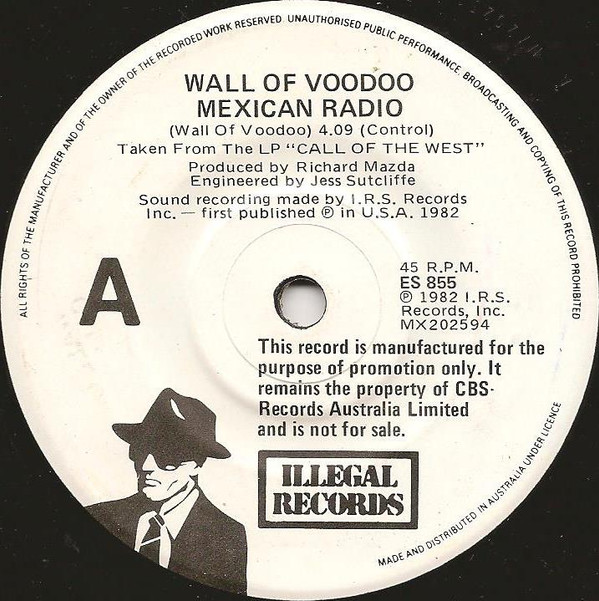 ALL RIGHTS OF THE MANUFACTURER AND OF THE OWNER OF THE RECORDED WORK RESERVED. UNAUTHORISED PUBLIC PERFORMANCE, BROADCASTING AND COPYING OF THIS RECORD PROHIBITED
WALL OF VOODOO
MEXICAN RADIO
(Wall Of Voodoo) 4.09 (Control)
Taken From The LP "CALL OF THE WEST"
Produced by Richard Mazda
Engineered by Jess Sutcliffe
Sound recording made by I.R.S. Records
Inc. — first published ℗ in U.S.A. 1982
A
45 R.P.M.
ES 855
℗ 1982 I.R.S.
Records, Inc.
MX202594
This record is manufactured for the
purpose of promotion only. It
remains the property of CBS-
Records Australia Limited
and is not for sale.
ILLEGAL
RECORDS
MADE AND DISTRIBUTED IN AUSTRALIA UNDER LICENCE